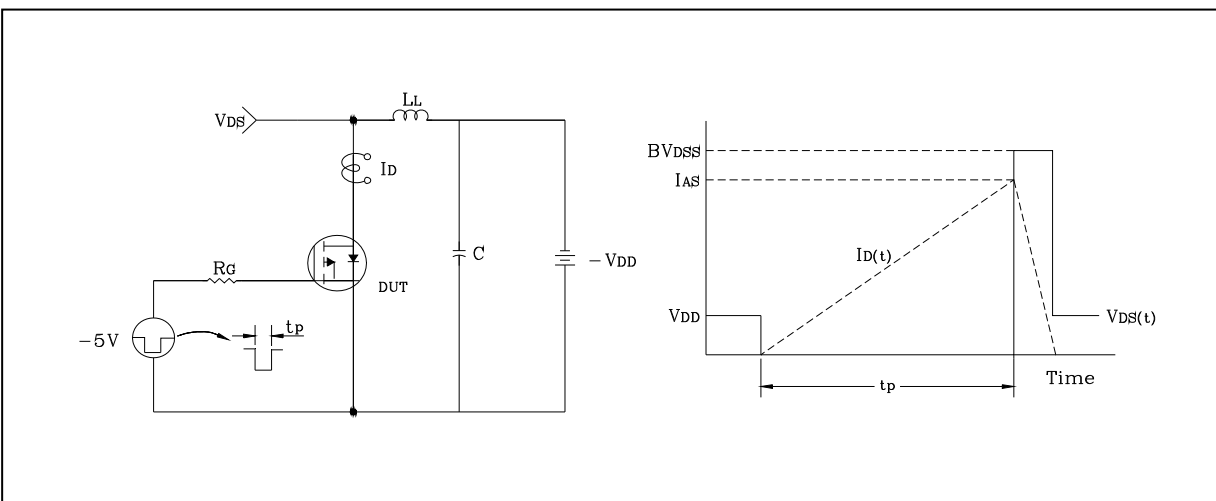 LL
VDS
ID
RG
DUT
C
-VDD
-5V
tp
BVDSS
IAS
ID(t)
VDD
VDS(t)
tp
Time